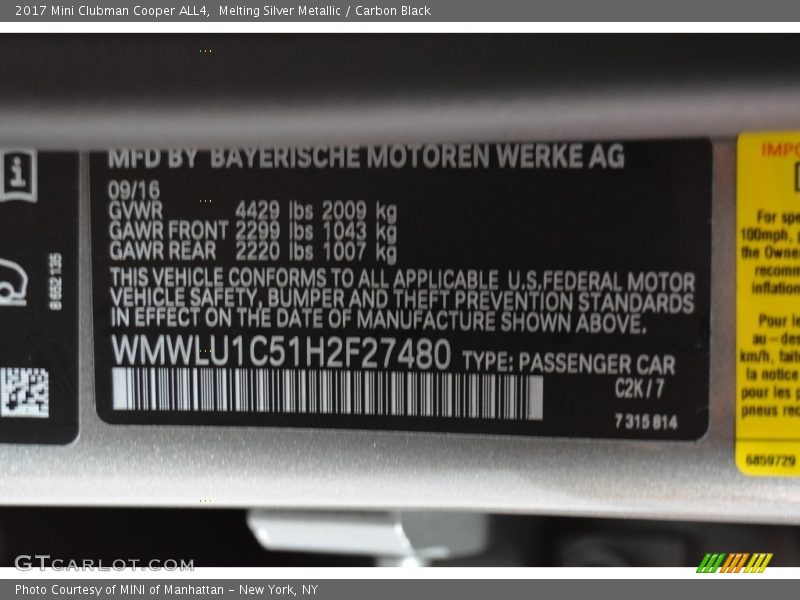 2017 Mini Clubman Cooper ALL4,  Melting Silver Metallic / Carbon Black
MFD BY BAYERISCHE MOTOREN WERKE AG
09/16
GVWR 4429 lbs 2009 kg
GAWR FRONT 2299 lbs 1043 kg
GAWR REAR 2220 lbs 1007 kg
THIS VEHICLE CONFORMS TO ALL APPLICABLE U.S.FEDERAL MOTOR
VEHICLE SAFETY, BUMPER AND THEFT PREVENTION STANDARDS
IN EFFECT ON THE DATE OF MANUFACTURE SHOWN ABOVE.
WMWLU1C51H2F27480 TYPE: PASSENGER CAR
C2K / 7
7 315 814
i
8 652 135
IMPO
For spe
100mph,
the Owne
recomm
inflation
Pour le
au-des
km/h, faite
la notice
pour les p
pneus rec
6859729
GTCARLOT.COM
Photo Courtesy of MINI of Manhattan - New York, NY